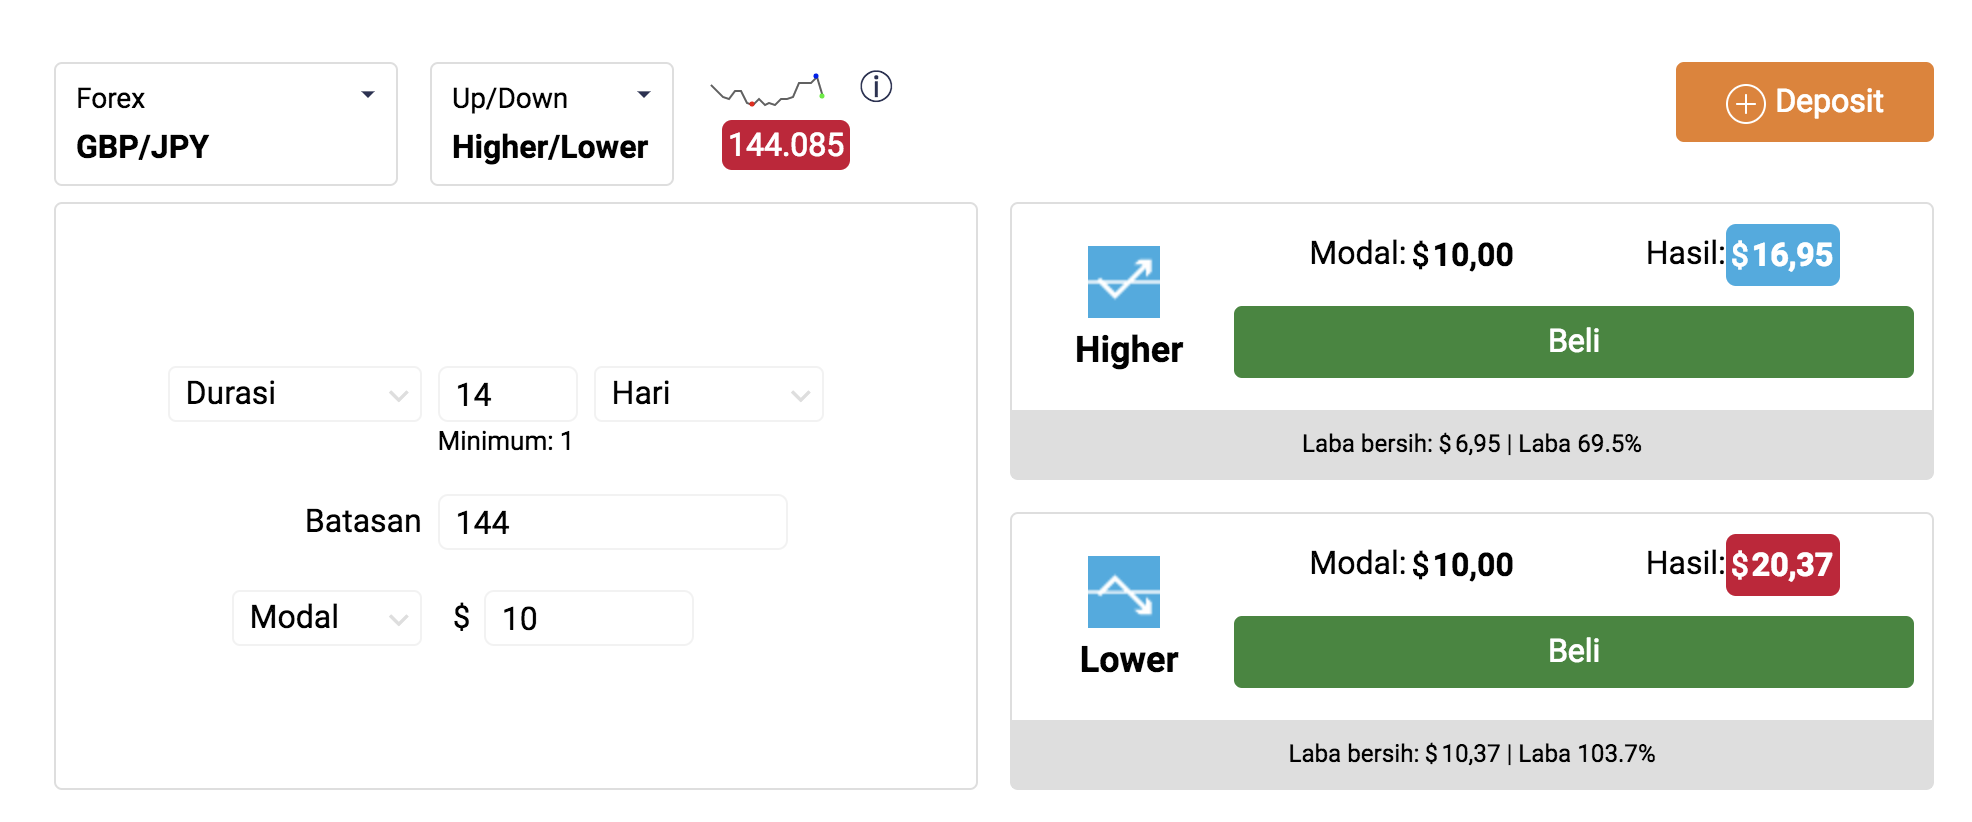 Forex
GBP/JPY
Up/Down
Higher/Lower
144.085
Deposit
Durasi 14 Hari
Minimum: 1
Batasan 144
Modal $ 10
Modal: $ 10,00 Hasil: $ 16,95
Higher
Beli
Laba bersih: $ 6,95 | Laba 69.5%
Modal: $ 10,00 Hasil: $ 20,37
Lower
Beli
Laba bersih: $ 10,37 | Laba 103.7%